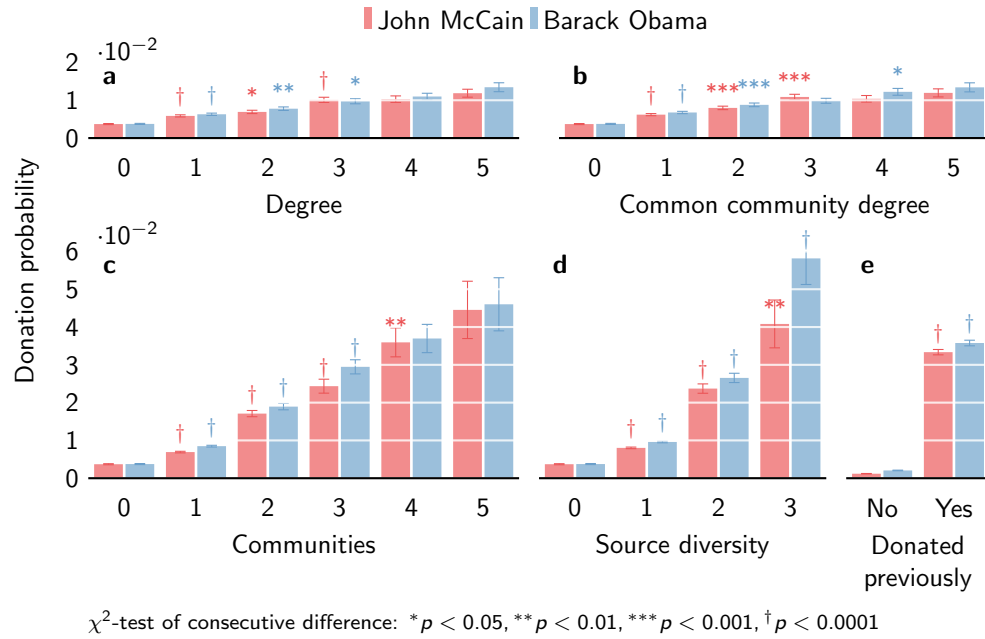 John McCain Barack Obama
·10⁻²
a b
2
1
0
† † * ** † *
† † *** *** *** *
0 1 2 3 4 5 0 1 2 3 4 5
Degree Common community degree
Donation probability
·10⁻²
c d e
6
5
4
3
2
1
0
† † † † † † **
† † † † ** †
† †
0 1 2 3 4 5 0 1 2 3 No Yes
Communities Source diversity Donated
previously
χ²-test of consecutive difference: *p < 0.05, **p < 0.01, ***p < 0.001, †p < 0.0001